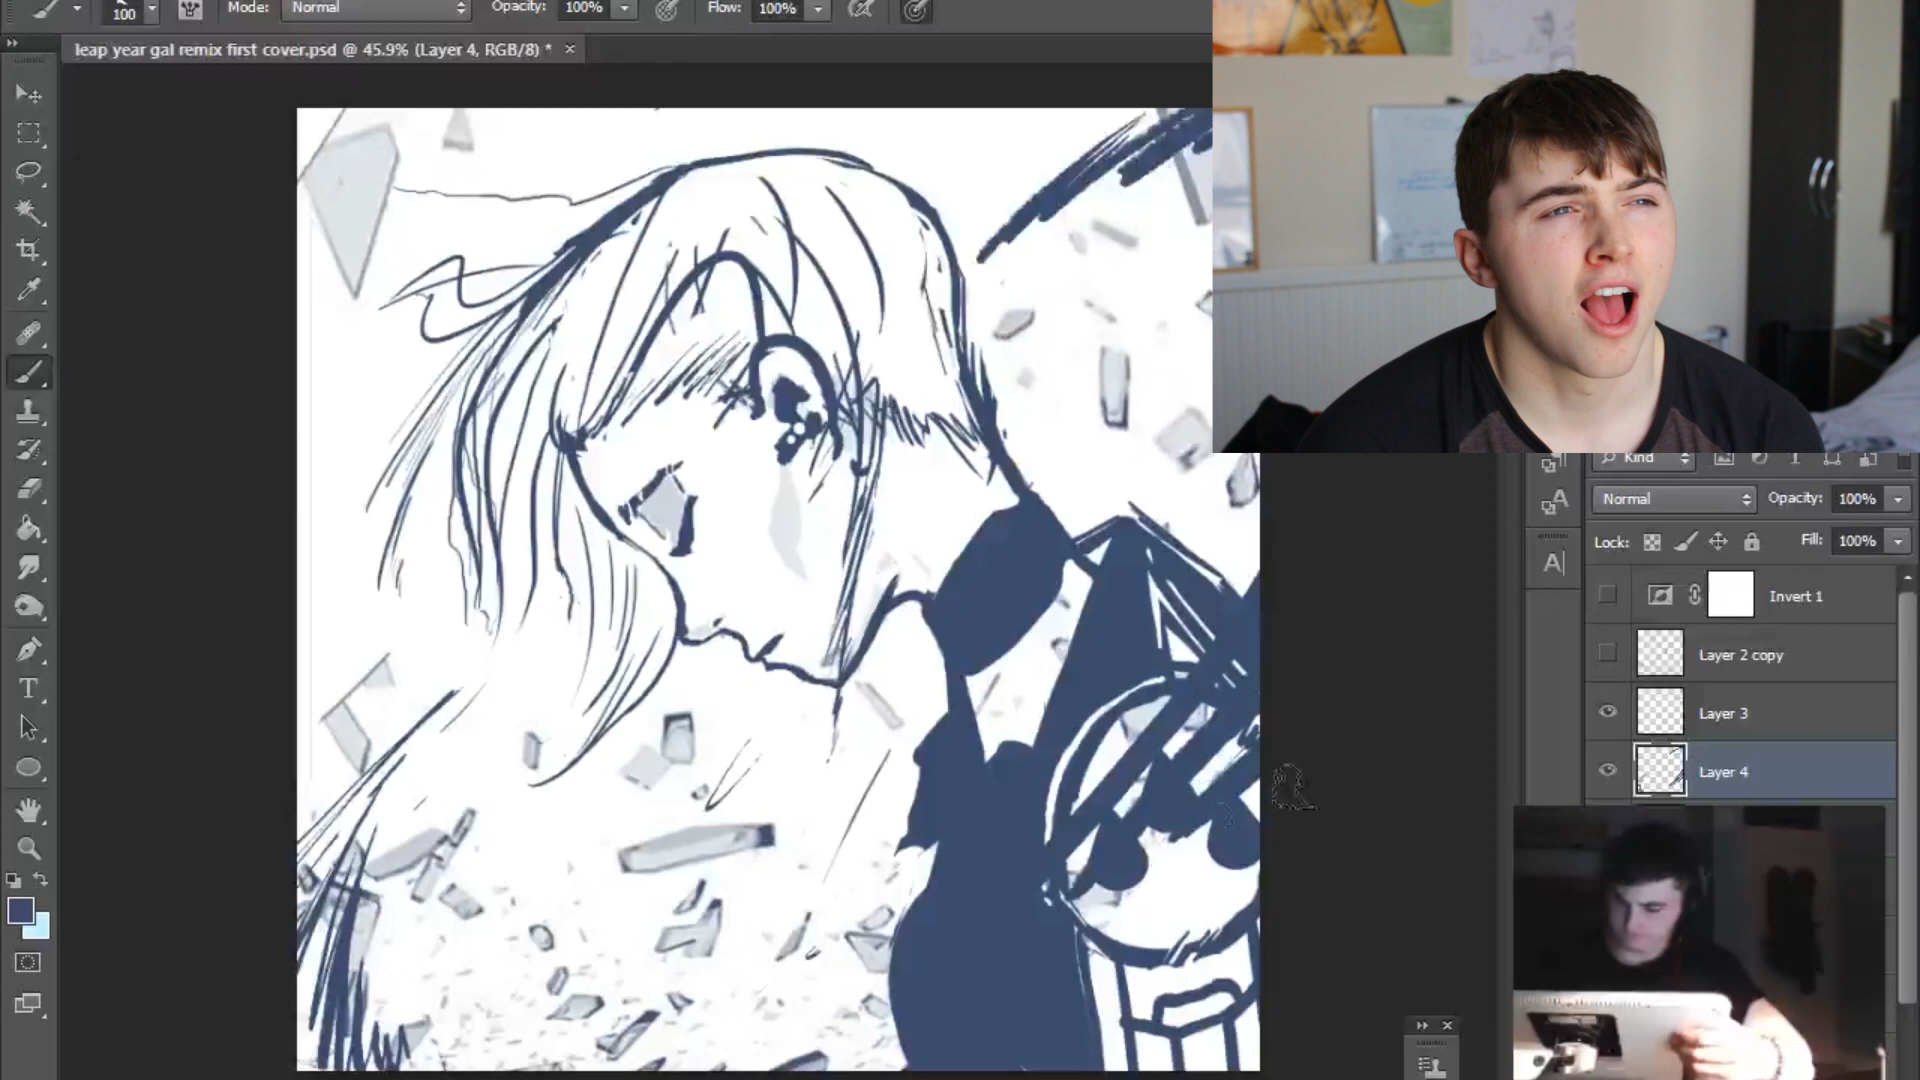 100
Mode:
Normal
Opacity:
100%
Flow:
100%
leap year gal remix first cover.psd @ 45.9% (Layer 4, RGB/8) *
Kind
Normal
Opacity:
100%
Lock:
Fill:
100%
Invert 1
Layer 2 copy
Layer 3
Layer 4